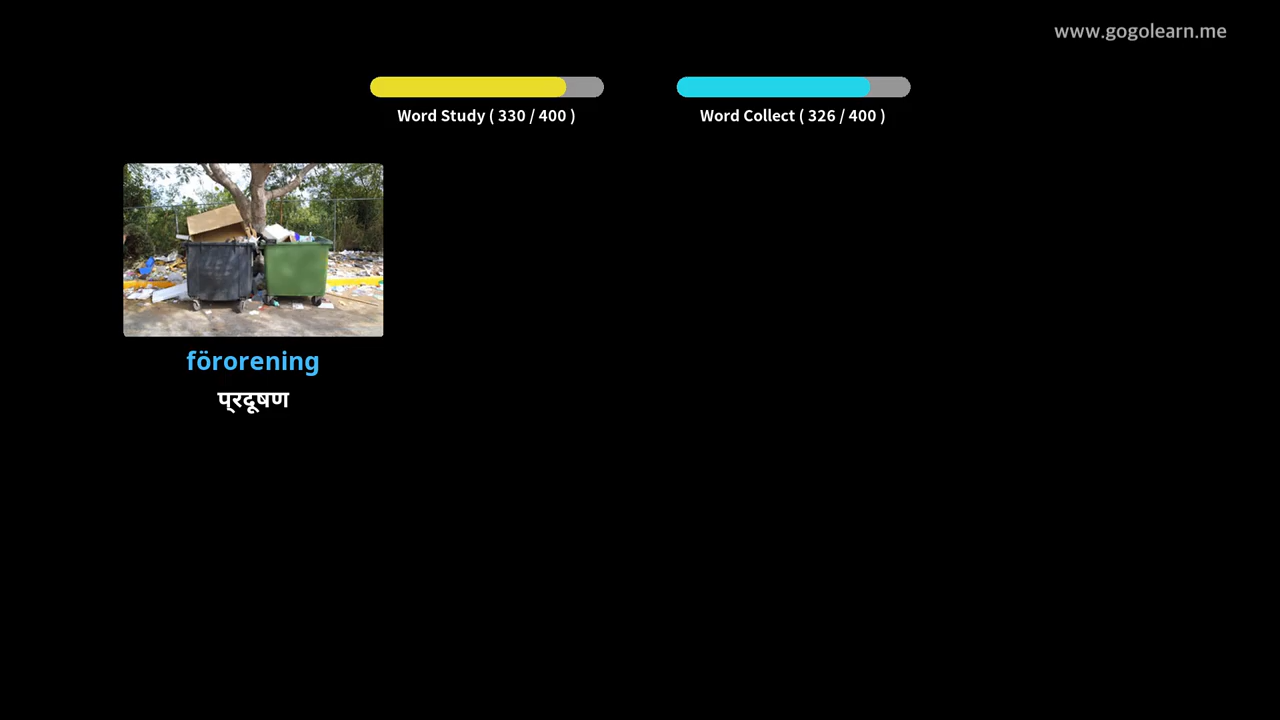 www.gogolearn.me
Word Study ( 330 / 400 )
Word Collect ( 326 / 400 )
förorening
प्रदूषण